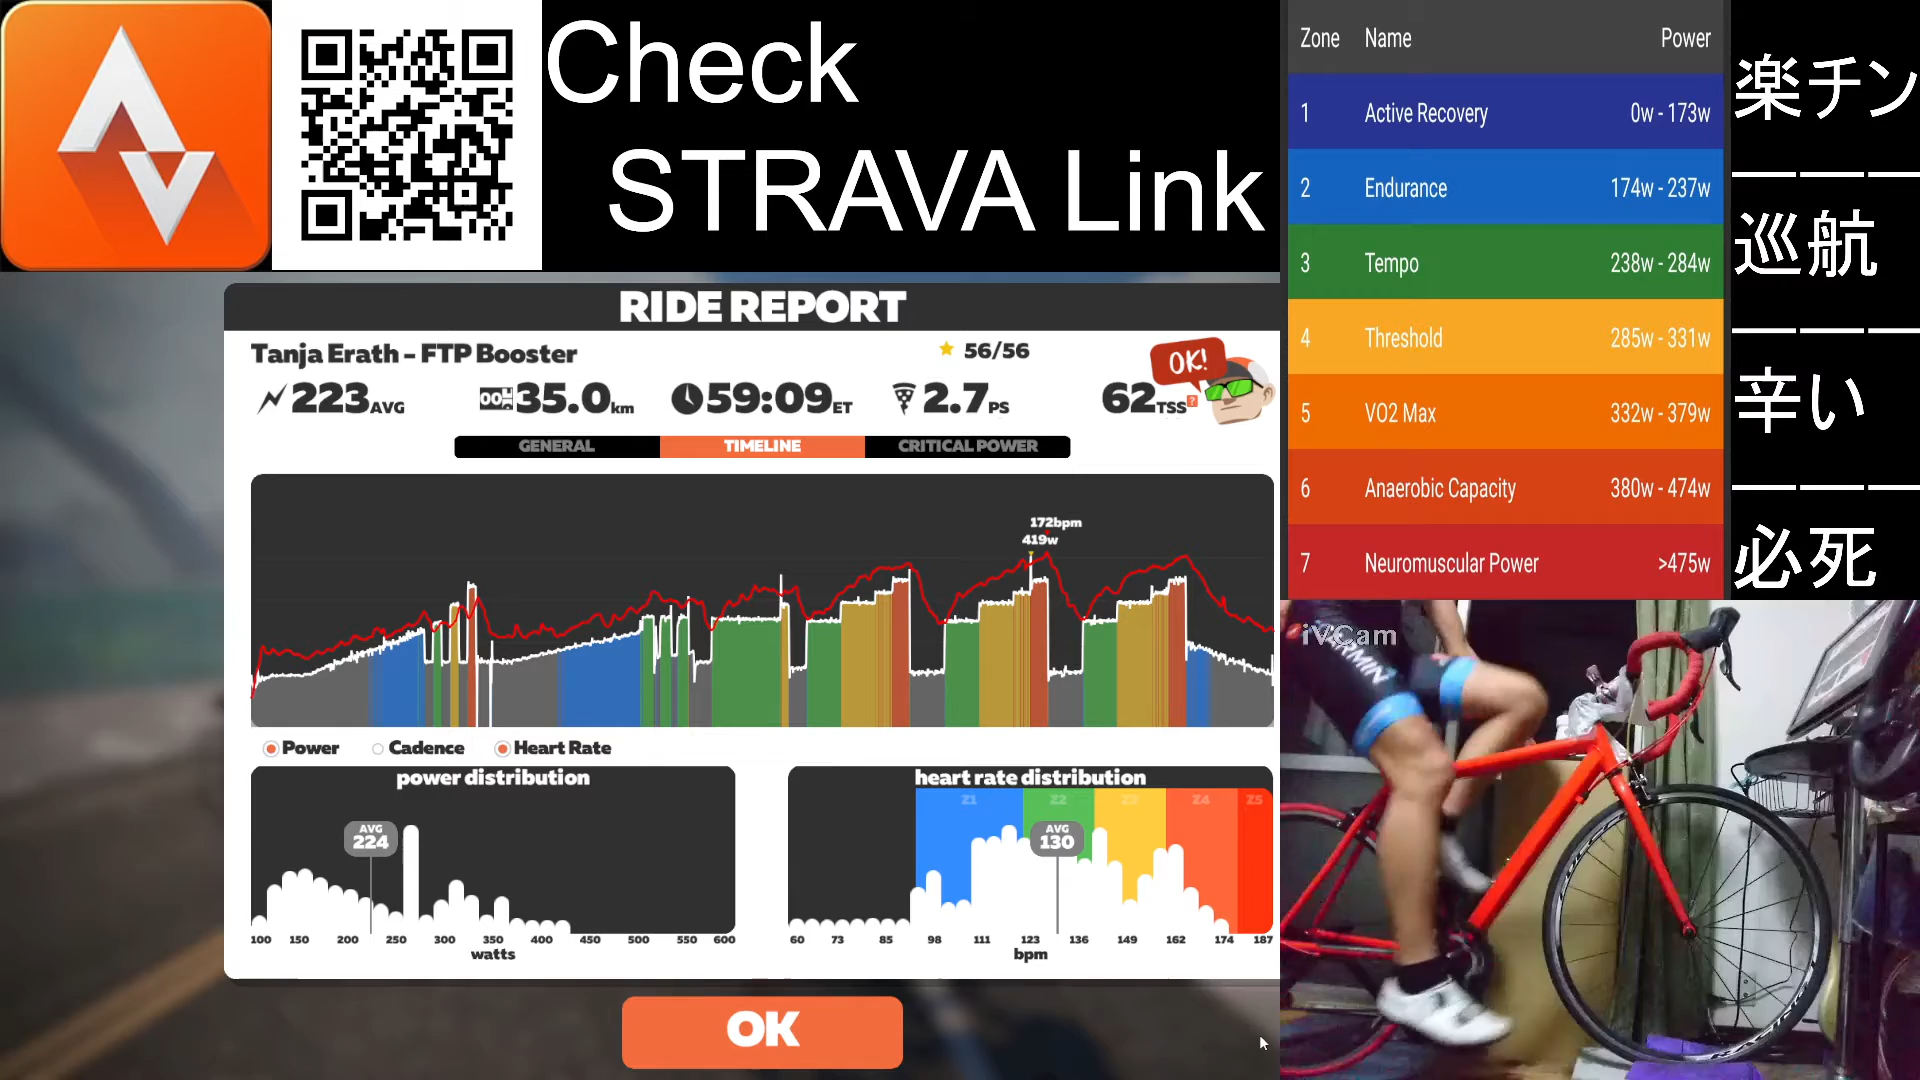 Check
STRAVA Link
RIDE REPORT
Tanja Erath - FTP Booster
56/56
OK!
223AVG
35.0km
59:09ET
2.7PS
62TSS?
GENERAL
TIMELINE
CRITICAL POWER
172bpm
419w
Power
Cadence
Heart Rate
power distribution
AVG
224
100 150 200 250 300 350 400 450 500 550 600
watts
heart rate distribution
Z1 Z2 Z3 Z4 Z5
AVG
130
60 73 85 98 111 123 136 149 162 174 187
bpm
OK
Zone Name Power
1 Active Recovery 0w - 173w
2 Endurance 174w - 237w
3 Tempo 238w - 284w
4 Threshold 285w - 331w
5 VO2 Max 332w - 379w
6 Anaerobic Capacity 380w - 474w
7 Neuromuscular Power >475w
楽チン
巡航
辛い
必死
iVCam